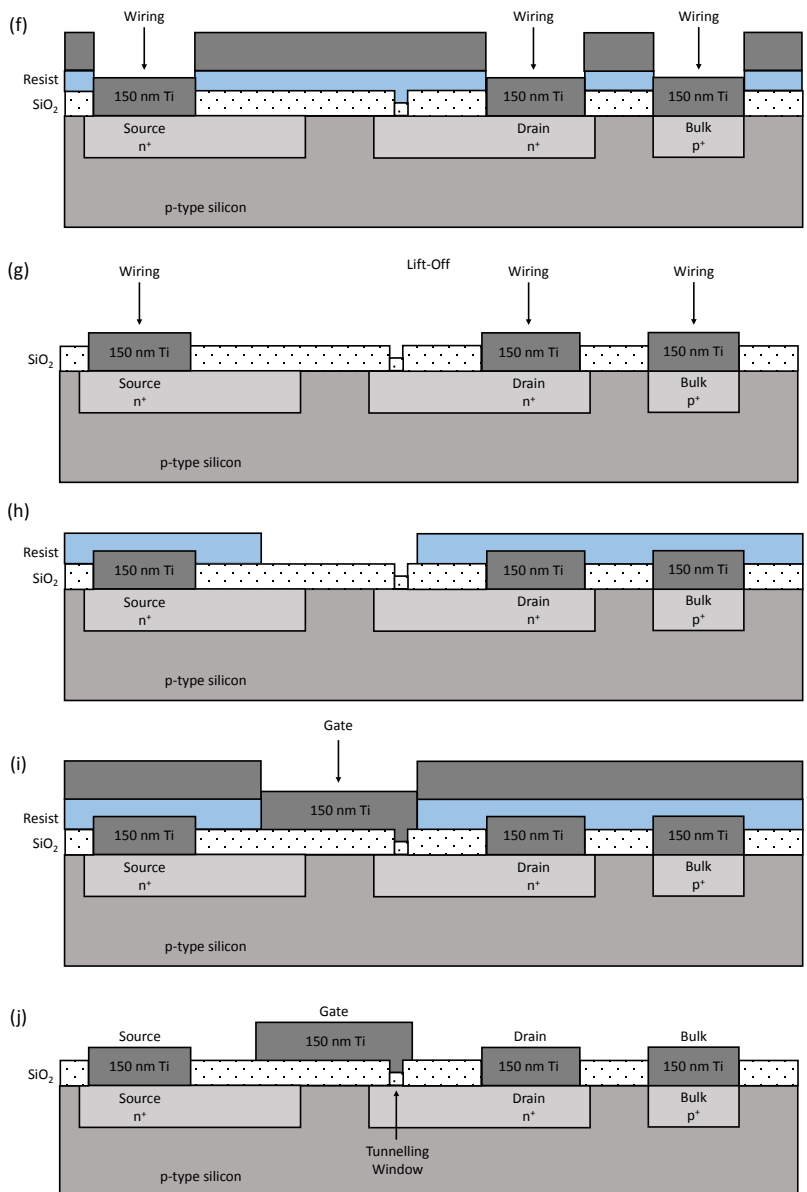 (f)
Wiring Wiring Wiring
Resist
150 nm Ti 150 nm Ti 150 nm Ti
SiO₂
Source Drain Bulk
n⁺ n⁺ p⁺
p-type silicon
(g)
Lift-Off
Wiring Wiring Wiring
SiO₂
150 nm Ti 150 nm Ti 150 nm Ti
Source Drain Bulk
n⁺ n⁺ p⁺
p-type silicon
(h)
Resist
150 nm Ti 150 nm Ti 150 nm Ti
SiO₂
Source Drain Bulk
n⁺ n⁺ p⁺
p-type silicon
Gate
(i)
150 nm Ti
Resist
150 nm Ti 150 nm Ti 150 nm Ti
SiO₂
Source Drain Bulk
n⁺ n⁺ p⁺
p-type silicon
(j)
Gate
Source Drain Bulk
150 nm Ti
150 nm Ti 150 nm Ti 150 nm Ti
SiO₂
Source Drain Bulk
n⁺ n⁺ p⁺
Tunnelling
Window
p-type silicon